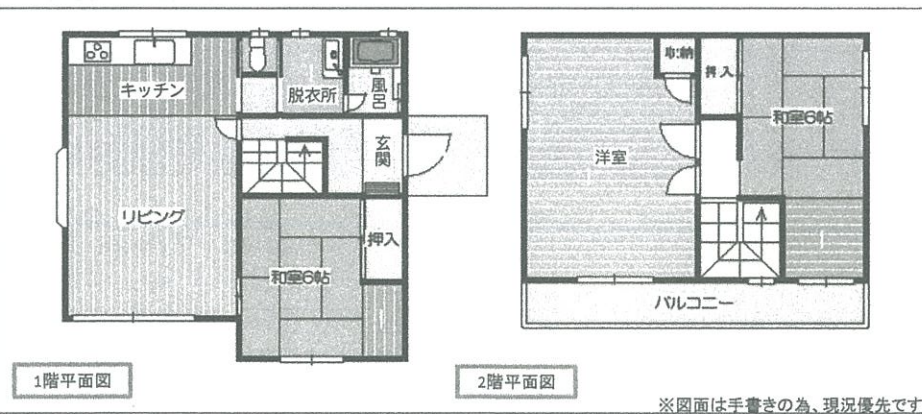 キッチン
脱衣所
風呂
玄関
リビング
和室6帖
押入
1階平面図
収納
押入
和室6帖
洋室
バルコニー
2階平面図
※図面は手書きの為、現況優先です